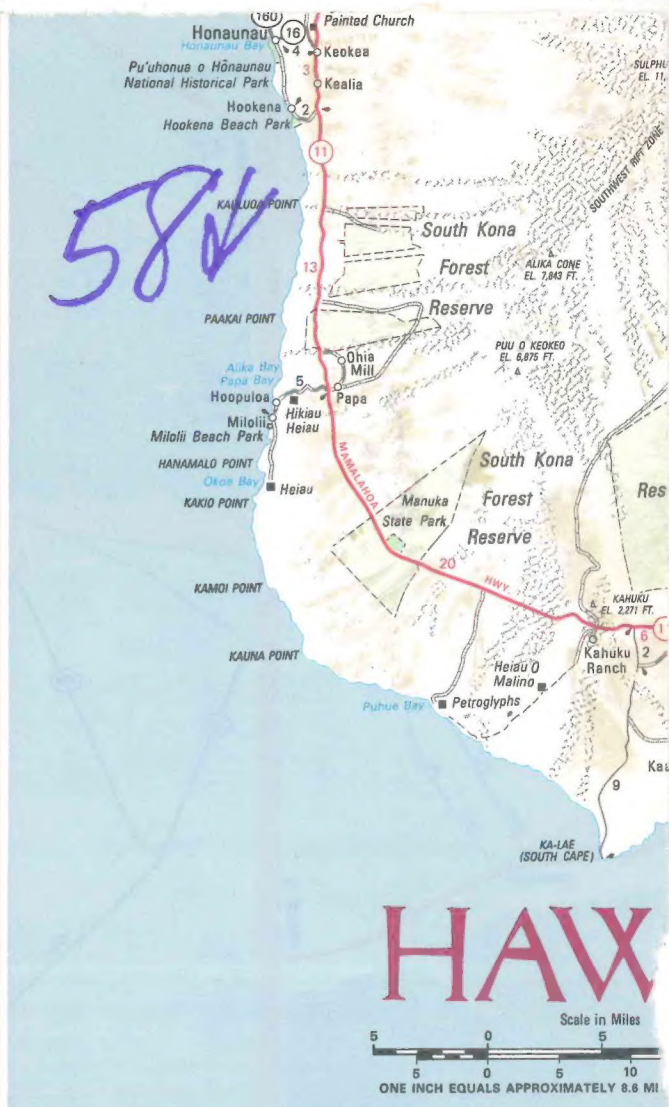 160
Honaunau
16
Painted Church
Honaunau Bay
4
Keokea
Pu'uhonua o Hōnaunau
National Historical Park
3
Kealia
SULPHU
EL. 11,
Hookena
2
Hookena Beach Park
11
SOUTHWEST RIFT ZONE
58
KAULUOA POINT
South Kona
Forest
Reserve
ALIKA CONE
EL. 7,843 FT.
13
PAAKAI POINT
PUU O KEOKEO
EL. 6,875 FT.
Ohia
Mill
Alika Bay
Papa Bay
5
Papa
Hoopuloa
Hikiau
Heiau
Milolii
Milolii Beach Park
HANAMALO POINT
Okoe Bay
Heiau
KAKIO POINT
MAMALAHOA
South Kona
Forest
Reserve
Manuka
State Park
Res
20
HWY.
KAMOI POINT
KAHUKU
EL. 2,271 FT.
6
1
2
Kahuku
Ranch
KAUNA POINT
Heiau O
Malino
Puhue Bay
Petroglyphs
Kau
9
KA-LAE
(SOUTH CAPE)
HAW
Scale in Miles
5 0 5
5 0 5 10
ONE INCH EQUALS APPROXIMATELY 8.6 MI